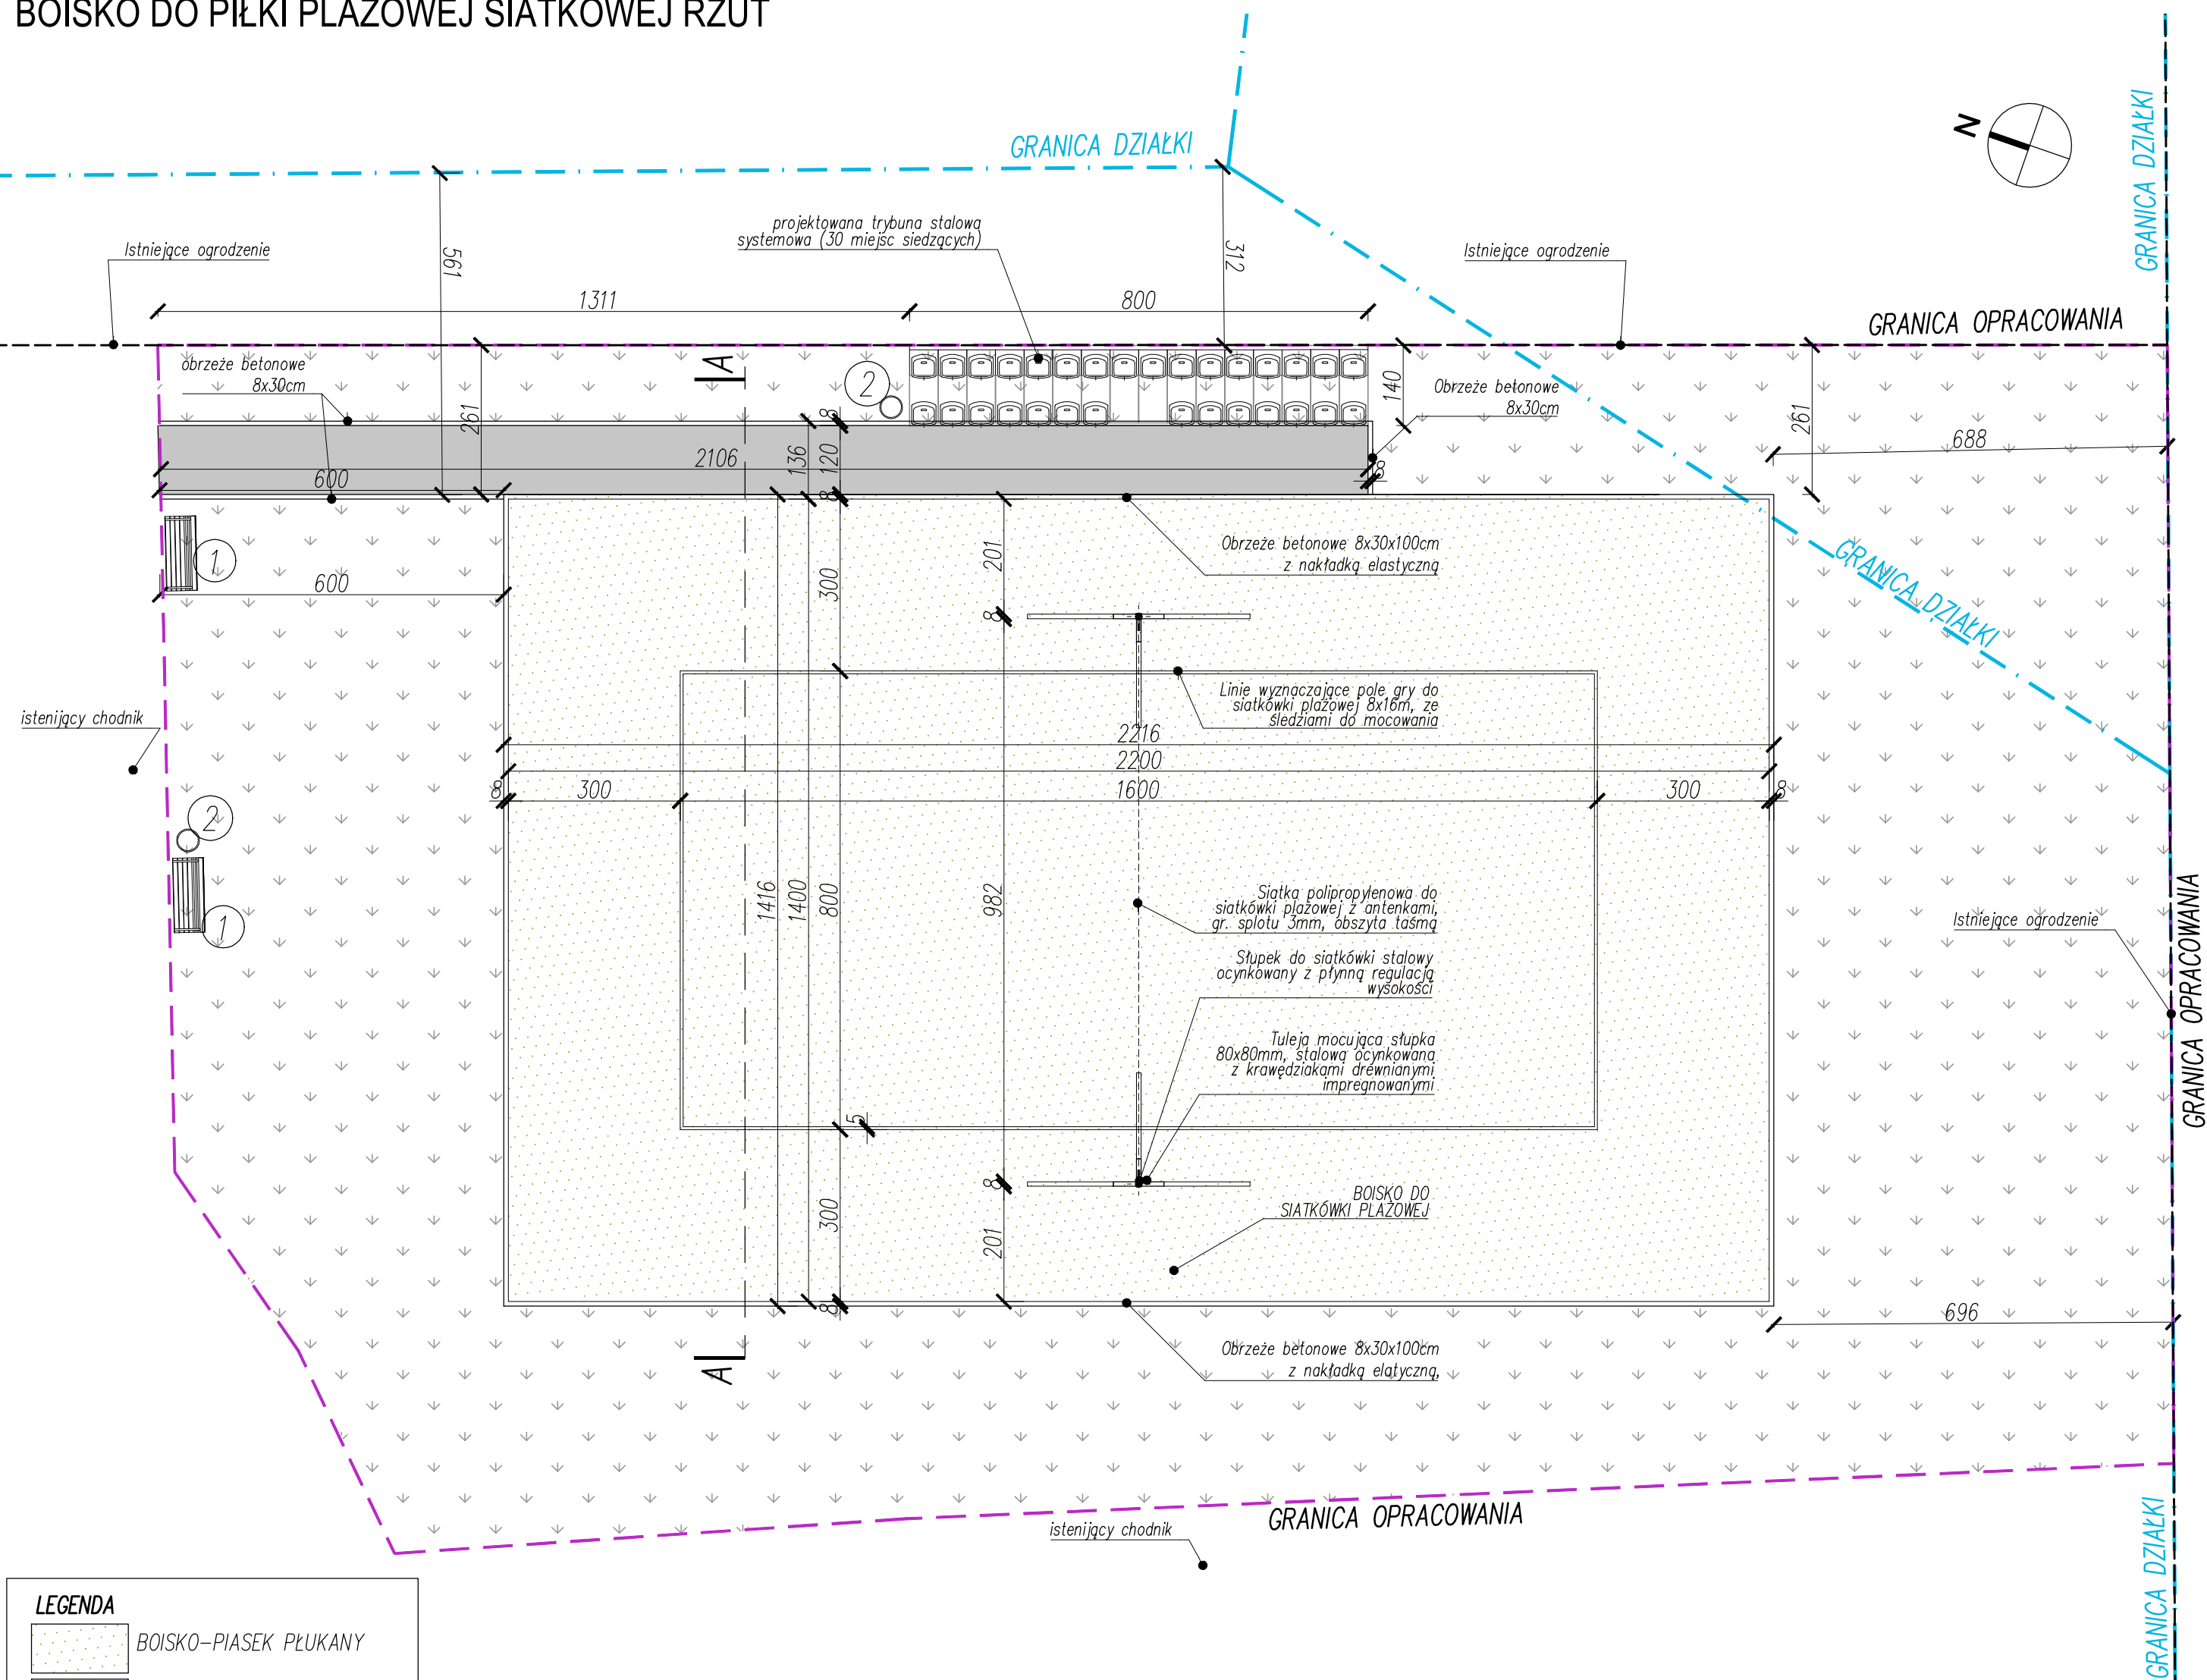 BOISKO DO PIŁKI PLAŻOWEJ SIATKOWEJ RZUT
GRANICA DZIAŁKI
N
GRANICA DZIAŁKI
projektowana trybuna stalowa
systemowa (30 miejsc siedzących)
Istniejące ogrodzenie
561
312
Istniejące ogrodzenie
1311
800
GRANICA OPRACOWANIA
obrzeże betonowe
8x30cm
261
A
2
8
140
Obrzeże betonowe
8x30cm
261
688
2106
136
120
8
600
8
1
600
300
201
Obrzeże betonowe 8x30x100cm
z nakładką elastyczną
GRANICA DZIAŁKI
8
Linie wyznaczające pole gry do
siatkówki plażowej 8x16m, ze
śledziami do mocowania
istenijący chodnik
2216
2200
8
300
1600
300
8
2
1
1416
1400
800
982
Siatka polipropylenowa do
siatkówki plażowej z antenkami,
gr. splotu 3mm, obszyta taśmą
Istniejące ogrodzenie
GRANICA OPRACOWANIA
Słupek do siatkówki stalowy
ocynkowany z płynną regulacją
wysokości
Tuleja mocująca słupka
80x80mm, stalowa ocynkowana
z krawędziakami drewnianymi
impregnowanymi
5
8
300
201
BOISKO DO
SIATKÓWKI PLAŻOWEJ
8
696
A
Obrzeże betonowe 8x30x100cm
z nakładką elatyczną,
GRANICA OPRACOWANIA
istenijący chodnik
GRANICA DZIAŁKI
LEGENDA
BOISKO-PIASEK PŁUKANY